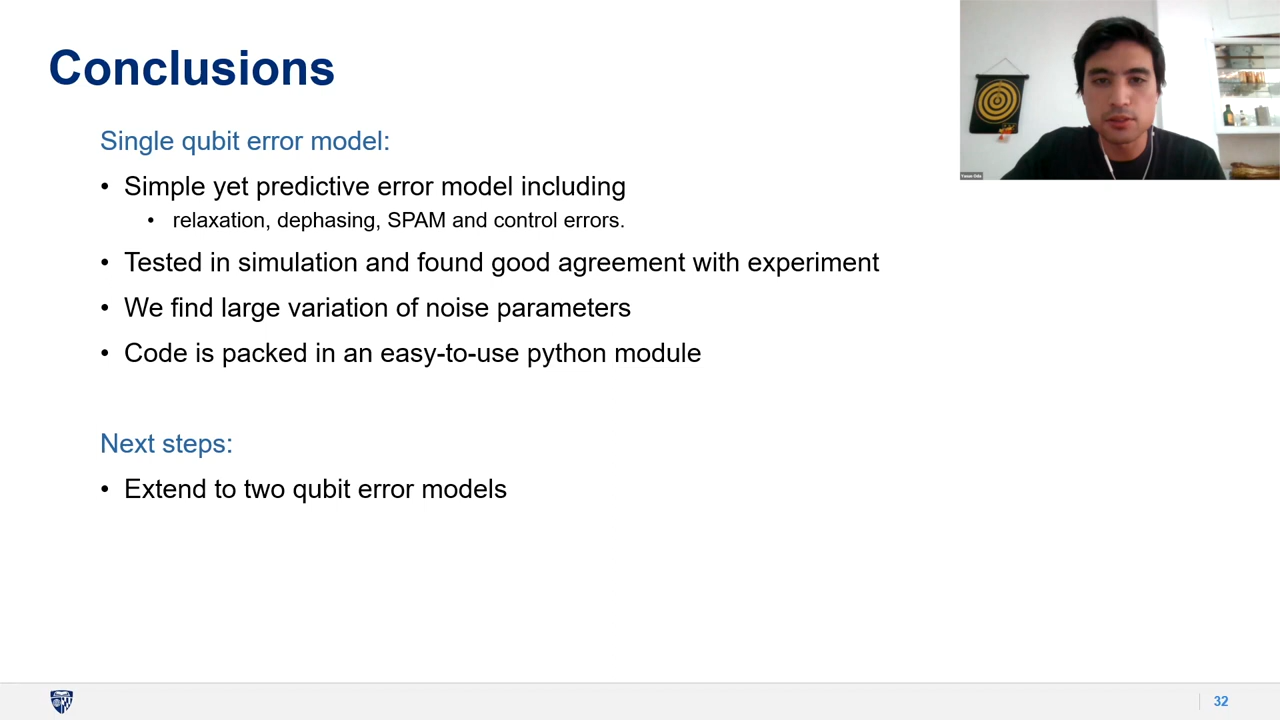 Conclusions
Single qubit error model:
• Simple yet predictive error model including
• relaxation, dephasing, SPAM and control errors.
• Tested in simulation and found good agreement with experiment
• We find large variation of noise parameters
• Code is packed in an easy-to-use python module
Next steps:
• Extend to two qubit error models
32